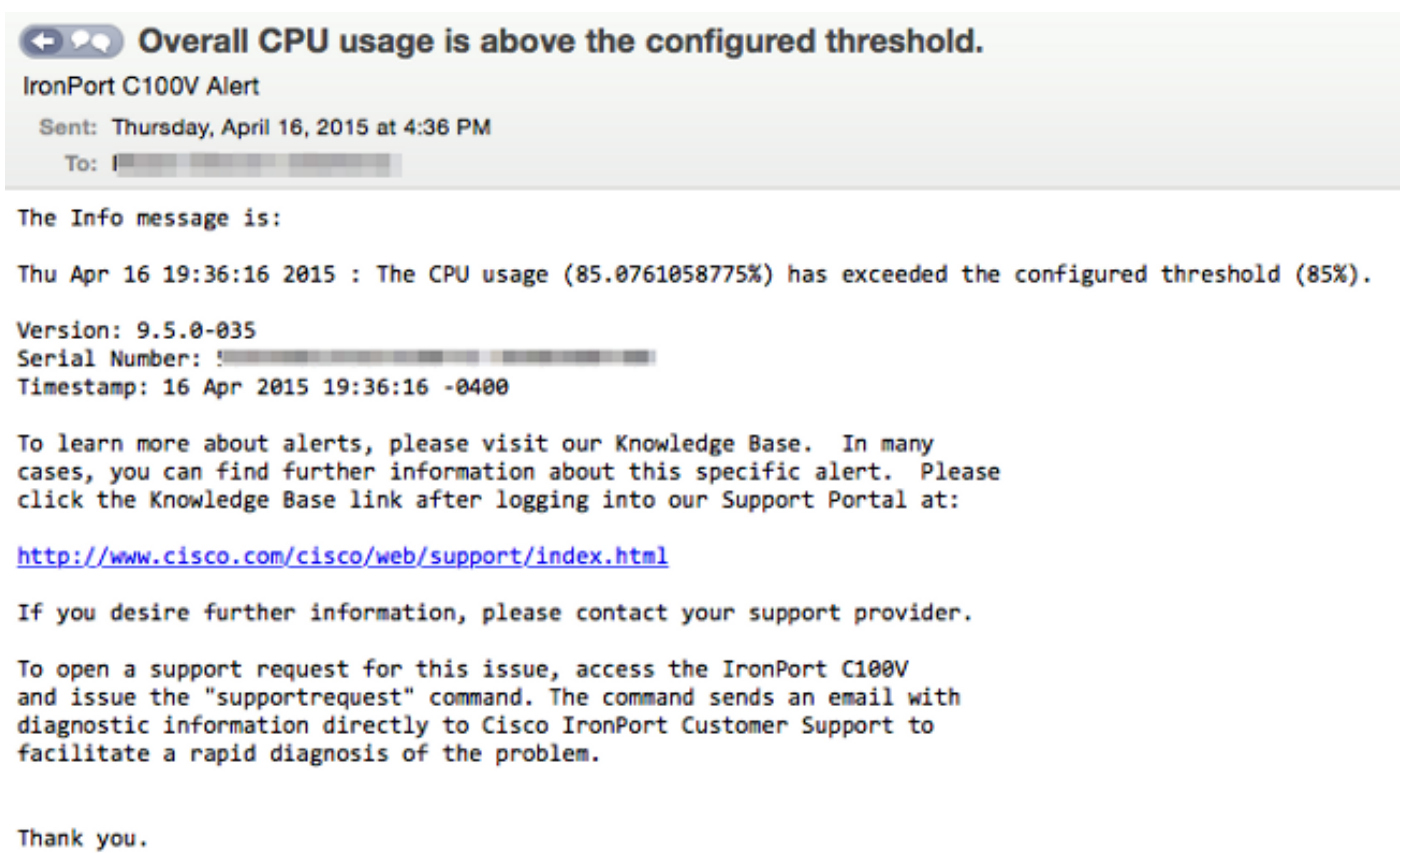 Overall CPU usage is above the configured threshold.
IronPort C100V Alert
Sent: Thursday, April 16, 2015 at 4:36 PM
To:
The Info message is:
Thu Apr 16 19:36:16 2015 : The CPU usage (85.0761058775%) has exceeded the configured threshold (85%).
Version: 9.5.0-035
Serial Number:
Timestamp: 16 Apr 2015 19:36:16 -0400
To learn more about alerts, please visit our Knowledge Base.  In many
cases, you can find further information about this specific alert.  Please
click the Knowledge Base link after logging into our Support Portal at:
http://www.cisco.com/cisco/web/support/index.html
If you desire further information, please contact your support provider.
To open a support request for this issue, access the IronPort C100V
and issue the "supportrequest" command. The command sends an email with
diagnostic information directly to Cisco IronPort Customer Support to
facilitate a rapid diagnosis of the problem.
Thank you.